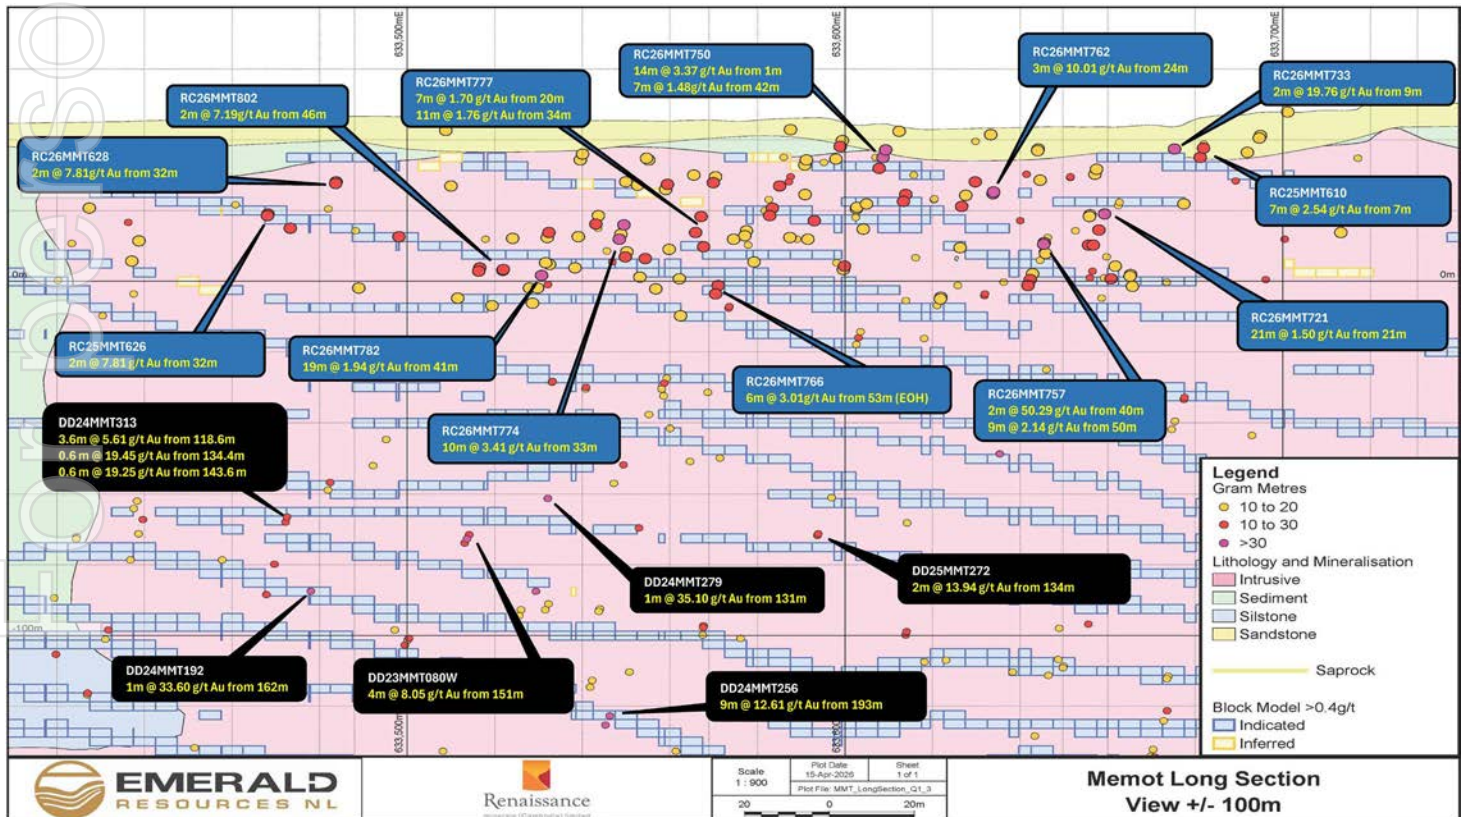 For perso
633,500mE
633,600mE
633,700mE
RC26MMT750
14m @ 3.37 g/t Au from 1m
7m @ 1.48g/t Au from 42m
RC26MMT762
3m @ 10.01 g/t Au from 24m
RC26MMT733
2m @ 19.76 g/t Au from 9m
RC26MMT777
7m @ 1.70 g/t Au from 20m
11m @ 1.76 g/t Au from 34m
RC26MMT802
2m @ 7.19g/t Au from 46m
RC26MMT628
2m @ 7.81g/t Au from 32m
RC25MMT610
7m @ 2.54 g/t Au from 7m
0m
0m
RC26MMT721
21m @ 1.50 g/t Au from 21m
RC25MMT626
2m @ 7.81 g/t Au from 32m
RC26MMT782
19m @ 1.94 g/t Au from 41m
RC26MMT766
6m @ 3.01g/t Au from 53m (EOH)
RC26MMT757
2m @ 50.29 g/t Au from 40m
9m @ 2.14 g/t Au from 50m
RC26MMT774
10m @ 3.41 g/t Au from 33m
DD24MMT313
3.6m @ 5.61 g/t Au from 118.6m
0.6 m @ 19.45 g/t Au from 134.4m
0.6 m @ 19.25 g/t Au from 143.6 m
DD24MMT279
1m @ 35.10 g/t Au from 131m
DD25MMT272
2m @ 13.94 g/t Au from 134m
-100m
DD24MMT192
1m @ 33.60 g/t Au from 162m
DD23MMT080W
4m @ 8.05 g/t Au from 151m
DD24MMT256
9m @ 12.61 g/t Au from 193m
633,500m
Legend
Gram Metres
10 to 20
10 to 30
>30
Lithology and Mineralisation
Intrusive
Sediment
Silstone
Sandstone
Saprock
Block Model >0.4g/t
Indicated
Inferred
EMERALD
RESOURCES NL
Renaissance
Scale
1 : 900
Plot Date
15-Apr-2026
Sheet
1 of 1
Plot File: MMT_LongSection_Q1_3
20 0 20m
Memot Long Section
View +/- 100m